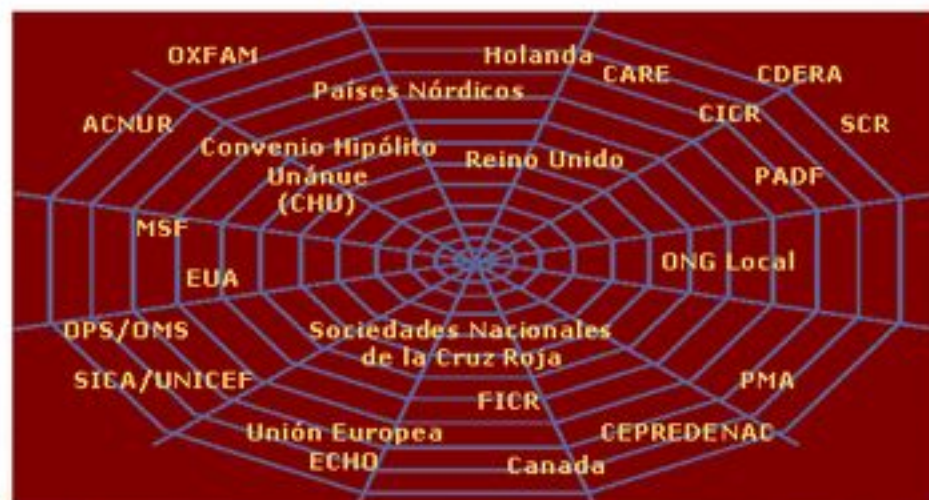 OXFAM
Holanda
CARE
CDERA
Países Nórdicos
ACNUR
CICR
SCR
Convenio Hipólito
Unánue
(CHU)
Reino Unido
PADF
MSF
EUA
ONG Local
OPS/OMS
Sociedades Nacionales
de la Cruz Roja
SICA/UNICEF
PMA
FICR
Unión Europea
ECHO
CEPREDENAC
Canada